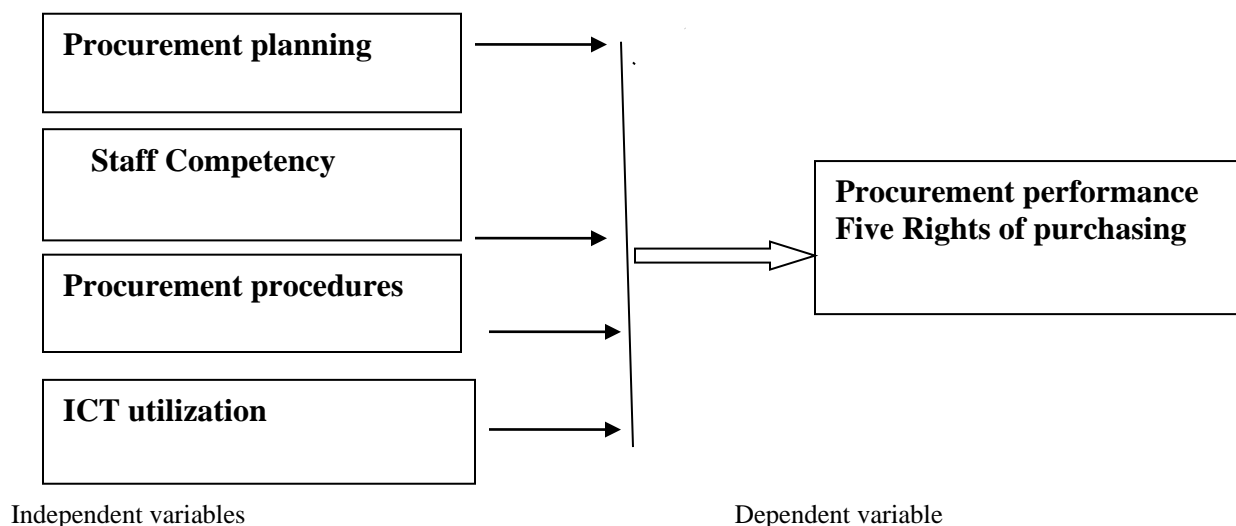 Procurement planning
Staff Competency
Procurement procedures
ICT utilization
Procurement performance
Five Rights of purchasing
Independent variables
Dependent variable